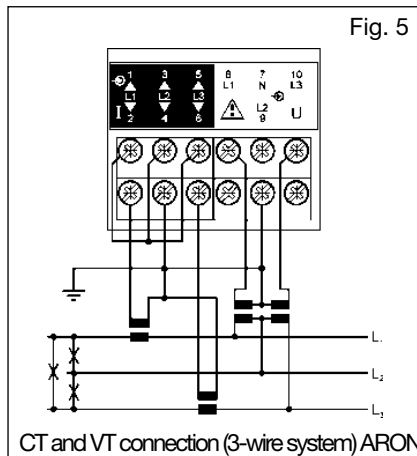 Fig. 5
1 3 5 8 7 10
L1 N L3
L1 L2 L3
I 2 4 6 L2 9 U
L1
L2
L3
CT and VT connection (3-wire system) ARON